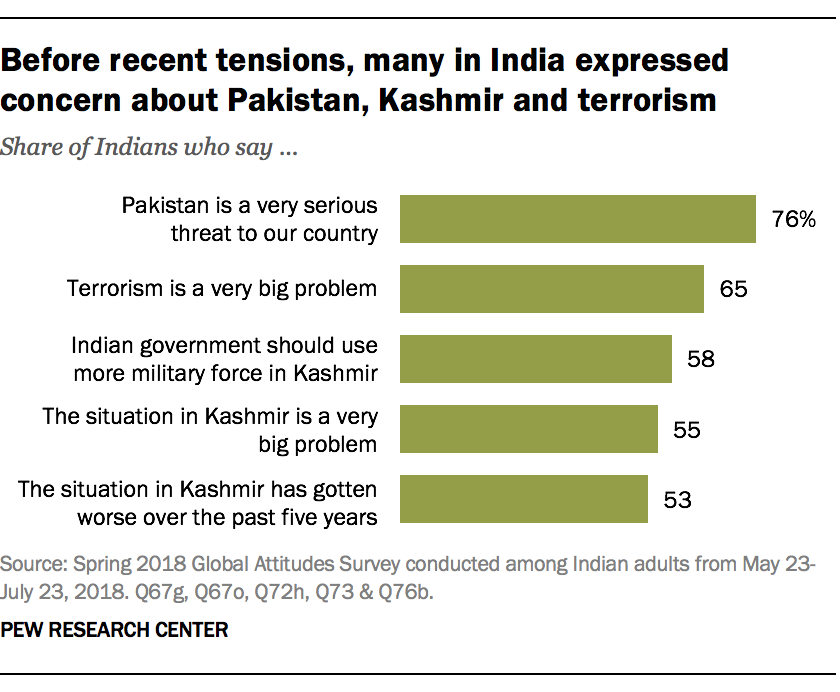 Before recent tensions, many in India expressed
concern about Pakistan, Kashmir and terrorism
Share of Indians who say ...
Pakistan is a very serious
threat to our country
76%
Terrorism is a very big problem
65
Indian government should use
more military force in Kashmir
58
The situation in Kashmir is a very
big problem
55
The situation in Kashmir has gotten
worse over the past five years
53
Source: Spring 2018 Global Attitudes Survey conducted among Indian adults from May 23-
July 23, 2018. Q67g, Q67o, Q72h, Q73 & Q76b.
PEW RESEARCH CENTER